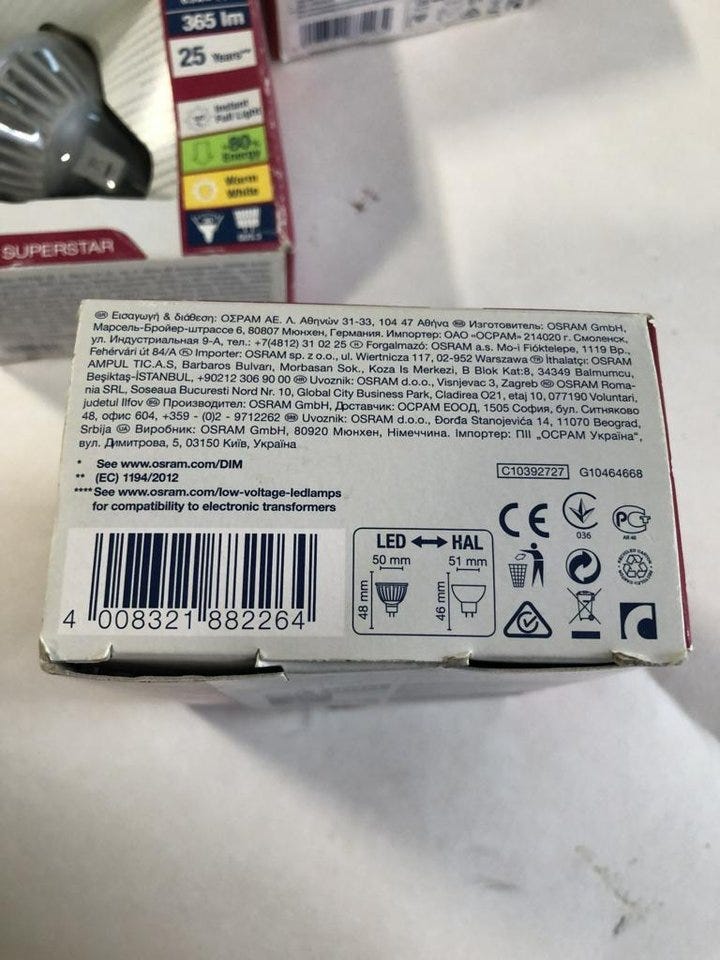 365 lm
25 Years
Instant
Full Light
-80%
Energy
Warm
White
SUPERSTAR
GR Εισαγωγή & διάθεση: ΟΣΡΑΜ ΑΕ. Λ. Αθηνών 31-33, 104 47 Αθήνα Изготовитель: OSRAM GmbH,
Марсель-Бройер-штрассе 6, 80807 Мюнхен, Германия. Импортер: ОАО «ОСРАМ» 214020 г. Смоленск,
ул. Индустриальная 9-А, тел.: +7(4812) 31 02 25 Forgalmazó: OSRAM a.s. Mo-i Fióktelepe, 1119 Bp.,
Fehérvári út 84/A Importer: OSRAM sp. z o.o., ul. Wiertnicza 117, 02-952 Warszawa İthalatçı: OSRAM
AMPUL TIC.A.S, Barbaros Bulvarı, Morbasan Sok., Koza Is Merkezi, B Blok Kat:8, 34349 Balmumcu,
Beşiktaş-İSTANBUL, +90212 306 90 00 Uvoznik: OSRAM d.o.o., Visnjevac 3, Zagreb OSRAM Roma-
nia SRL, Soseaua Bucuresti Nord Nr. 10, Global City Business Park, Cladirea O21, etaj 10, 077190 Voluntari,
judetul Ilfov Производител: OSRAM GmbH, Доставчик: ОСРАМ ЕООД, 1505 София, бул. Ситняково
48, офис 604, +359 - (0)2 - 9712262 Uvoznik: OSRAM d.o.o., Đorđa Stanojevića 14, 11070 Beograd,
Srbija UA Виробник: OSRAM GmbH, 80920 Мюнхен, Німеччина. Імпортер: ПІІ „ОСРАМ Україна“,
вул. Димитрова, 5, 03150 Київ, Україна
* See www.osram.com/DIM
** (EC) 1194/2012
**** See www.osram.com/low-voltage-ledlamps
for compatibility to electronic transformers
C10392727 G10464668
CE
036
PC
LED HAL
50 mm 51 mm
48 mm 46 mm
4 008321 882264